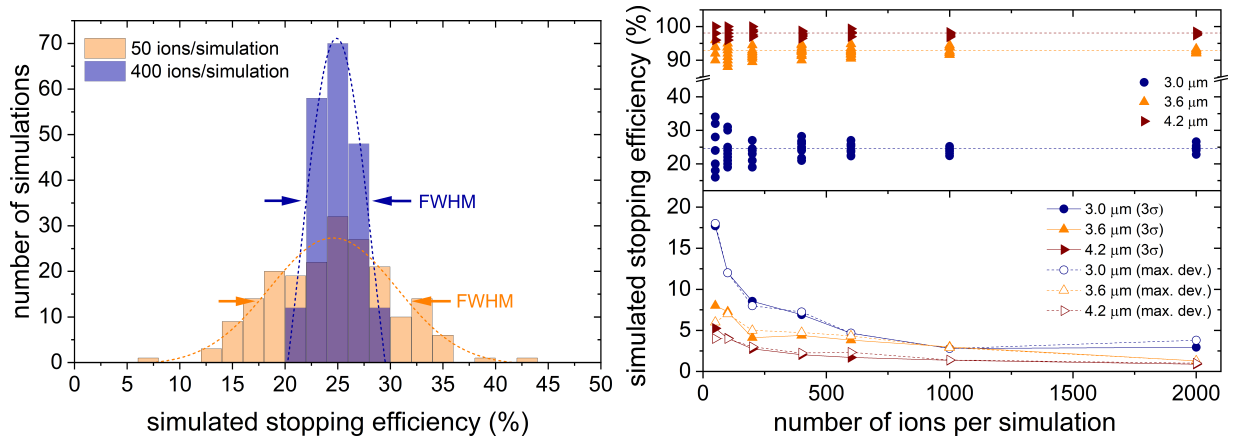 number of simulations
70
60
50
40
30
20
10
0
50 ions/simulation
400 ions/simulation
FWHM
FWHM
0 5 10 15 20 25 30 35 40 45 50
simulated stopping efficiency (%)
simulated stopping efficiency (%)
100
90
40
30
20
3.0 μm
3.6 μm
4.2 μm
20
15
10
5
0
3.0 μm (3σ)
3.6 μm (3σ)
4.2 μm (3σ)
3.0 μm (max. dev.)
3.6 μm (max. dev.)
4.2 μm (max. dev.)
0 500 1000 1500 2000
number of ions per simulation